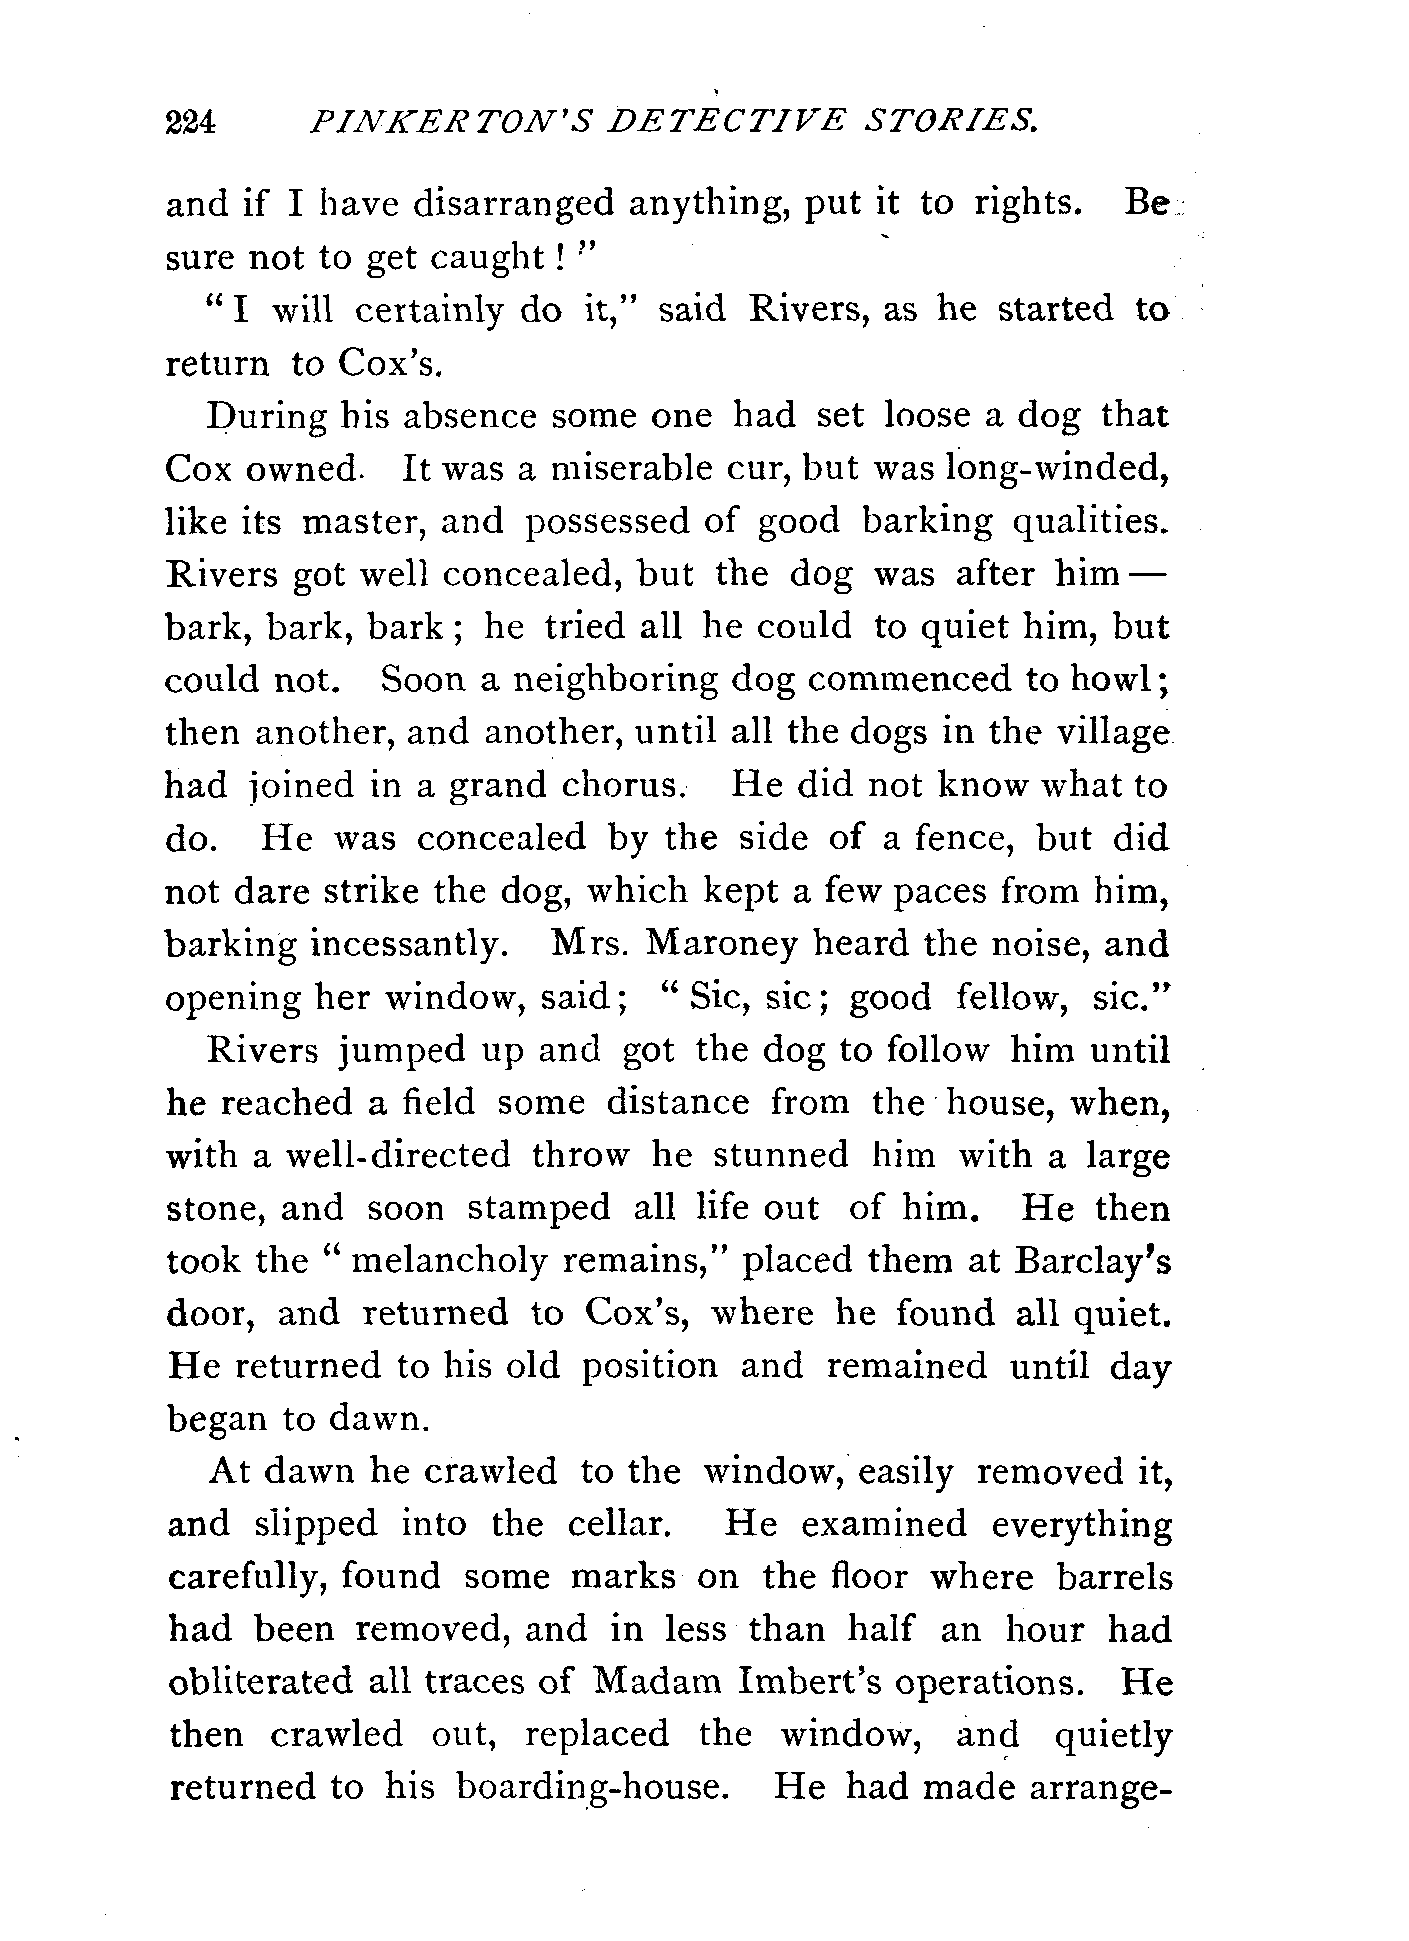 224 PINKERTON'S DETECTIVE STORIES.
and if I have disarranged anything, put it to rights. Be
sure not to get caught ! "
" I will certainly do it," said Rivers, as he started to
return to Cox's.
During his absence some one had set loose a dog that
Cox owned. It was a miserable cur, but was long-winded,
like its master, and possessed of good barking qualities.
Rivers got well concealed, but the dog was after him —
bark, bark, bark ; he tried all he could to quiet him, but
could not. Soon a neighboring dog commenced to howl ;
then another, and another, until all the dogs in the village
had joined in a grand chorus. He did not know what to
do. He was concealed by the side of a fence, but did
not dare strike the dog, which kept a few paces from him,
barking incessantly. Mrs. Maroney heard the noise, and
opening her window, said ; " Sic, sic ; good fellow, sic."
Rivers jumped up and got the dog to follow him until
he reached a field some distance from the house, when,
with a well-directed throw he stunned him with a large
stone, and soon stamped all life out of him. He then
took the " melancholy remains," placed them at Barclay's
door, and returned to Cox's, where he found all quiet.
He returned to his old position and remained until day
began to dawn.
At dawn he crawled to the window, easily removed it,
and slipped into the cellar. He examined everything
carefully, found some marks on the floor where barrels
had been removed, and in less than half an hour had
obliterated all traces of Madam Imbert's operations. He
then crawled out, replaced the window, and quietly
returned to his boarding-house. He had made arrange-